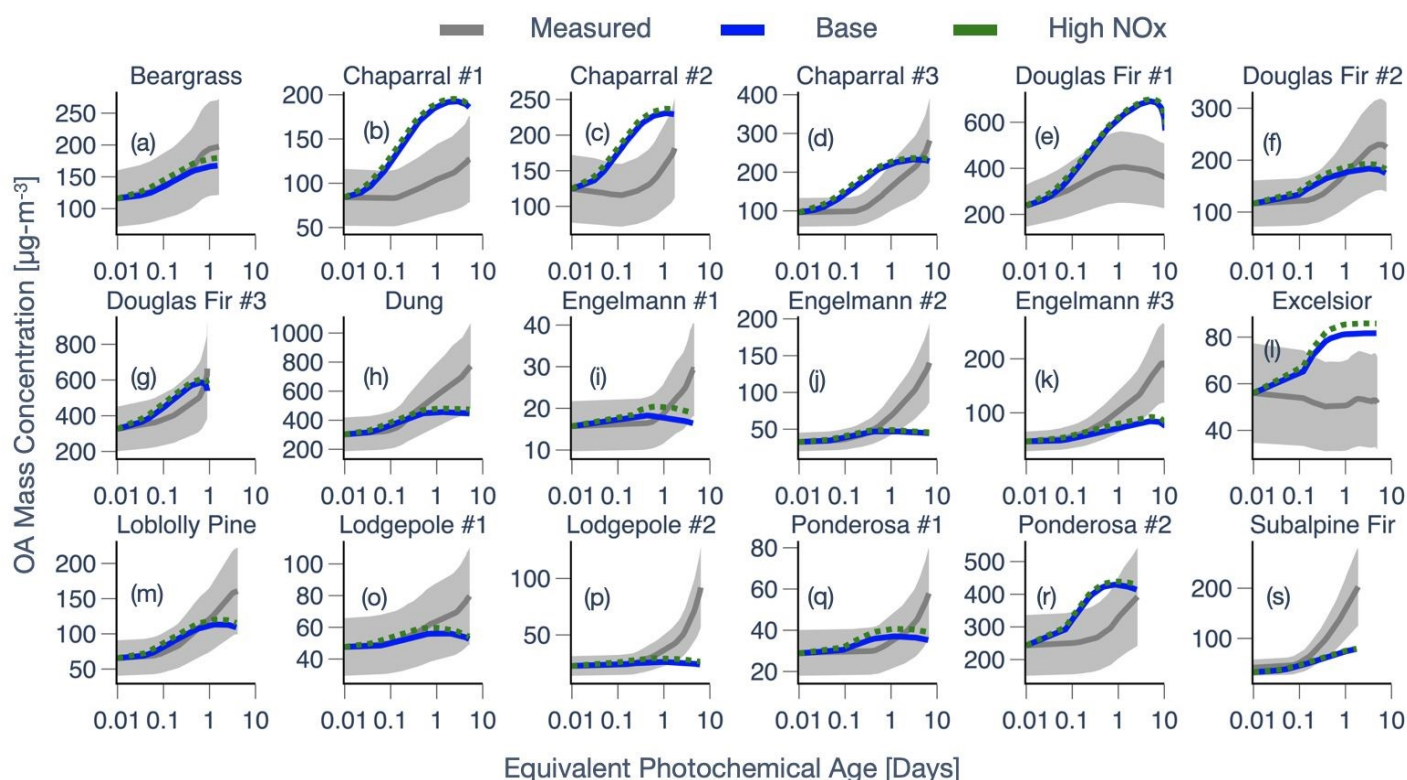 Measured Base High NOx
Beargrass Chaparral #1 Chaparral #2 Chaparral #3 Douglas Fir #1 Douglas Fir #2
250 200 150 100
(a)
200 150 100 50
(b)
250 200 150 100
(c)
400 300 200 100
(d)
600 400 200
(e)
300 200 100
(f)
0.01 0.1 1 10 0.01 0.1 1 10 0.01 0.1 1 10 0.01 0.1 1 10 0.01 0.1 1 10 0.01 0.1 1 10
Douglas Fir #3 Dung Engelmann #1 Engelmann #2 Engelmann #3 Excelsior
800 600 400 200
(g)
1000 800 600 400 200
(h)
40 30 20 10
(i)
200 150 100 50
(j)
200 100
(k)
80 60 40
(l)
0.01 0.1 1 10 0.01 0.1 1 10 0.01 0.1 1 10 0.01 0.1 1 10 0.01 0.1 1 10 0.01 0.1 1 10
Loblolly Pine Lodgepole #1 Lodgepole #2 Ponderosa #1 Ponderosa #2 Subalpine Fir
200 150 100 50
(m)
100 80 60 40
(o)
100 50
(p)
80 60 40 20
(q)
500 400 300 200
(r)
200 100
(s)
0.01 0.1 1 10 0.01 0.1 1 10 0.01 0.1 1 10 0.01 0.1 1 10 0.01 0.1 1 10 0.01 0.1 1 10
OA Mass Concentration [μg-m⁻³]
Equivalent Photochemical Age [Days]